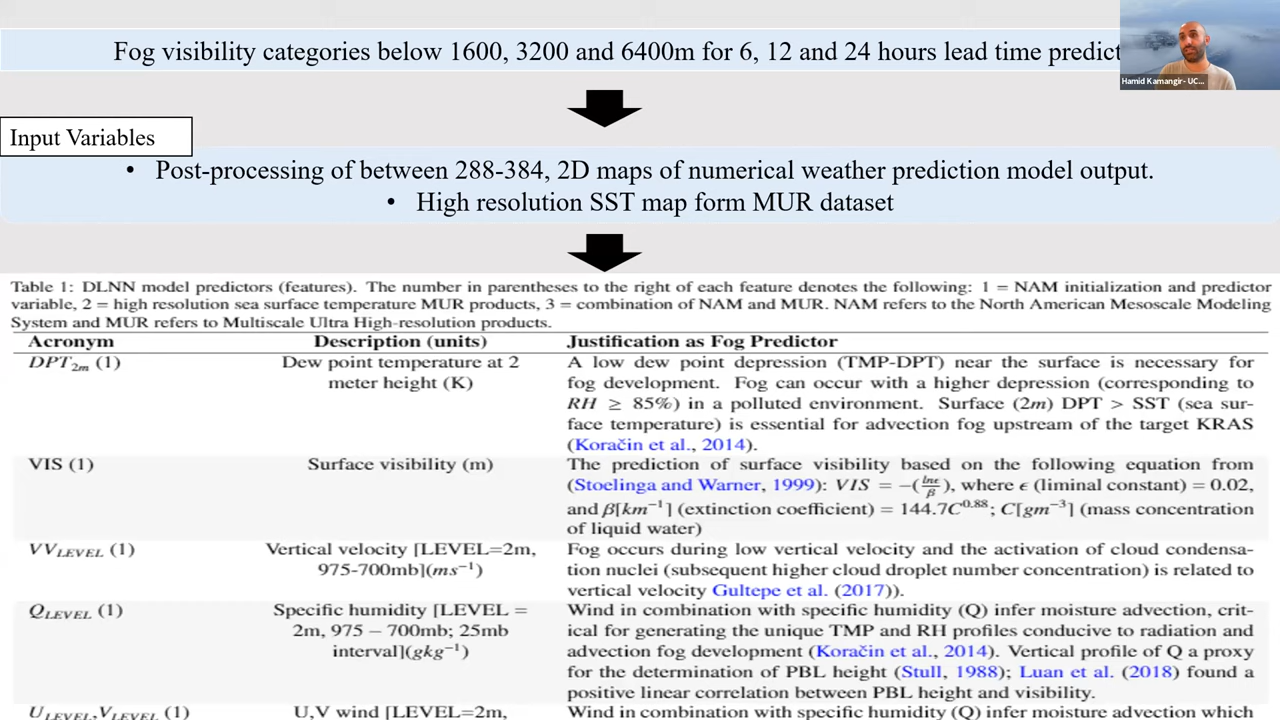 Fog visibility categories below 1600, 3200 and 6400m for 6, 12 and 24 hours lead time predict
Hamid Kamangir- UC...
Input Variables
• Post-processing of between 288-384, 2D maps of numerical weather prediction model output.
• High resolution SST map form MUR dataset
Table 1: DLNN model predictors (features). The number in parentheses to the right of each feature denotes the following: 1 = NAM initialization and predictor
variable, 2 = high resolution sea surface temperature MUR products, 3 = combination of NAM and MUR. NAM refers to the North American Mesoscale Modeling
System and MUR refers to Multiscale Ultra High-resolution products.
Acronym Description (units) Justification as Fog Predictor
DPT2m (1) Dew point temperature at 2 A low dew point depression (TMP-DPT) near the surface is necessary for
meter height (K) fog development. Fog can occur with a higher depression (corresponding to
RH ≥ 85%) in a polluted environment. Surface (2m) DPT > SST (sea sur-
face temperature) is essential for advection fog upstream of the target KRAS
(Koračin et al., 2014).
VIS (1) Surface visibility (m) The prediction of surface visibility based on the following equation from
(Stoelinga and Warner, 1999): VIS = −(lnε/β), where ϵ (liminal constant) = 0.02,
and β[km⁻¹] (extinction coefficient) = 144.7C⁰·⁸⁸; C[gm⁻³] (mass concentration
of liquid water)
VVLEVEL (1) Vertical velocity [LEVEL=2m, Fog occurs during low vertical velocity and the activation of cloud condensa-
975-700mb](ms⁻¹) tion nuclei (subsequent higher cloud droplet number concentration) is related to
vertical velocity Gultepe et al. (2017)).
QLEVEL (1) Specific humidity [LEVEL = Wind in combination with specific humidity (Q) infer moisture advection, crit-
2m, 975 − 700mb; 25mb ical for generating the unique TMP and RH profiles conducive to radiation and
interval](gkg⁻¹) advection fog development (Koračin et al., 2014). Vertical profile of Q a proxy
for the determination of PBL height (Stull, 1988); Luan et al. (2018) found a
positive linear correlation between PBL height and visibility.
ULEVEL,VLEVEL (1) U,V wind [LEVEL=2m, Wind in combination with specific humidity (Q) infer moisture advection which